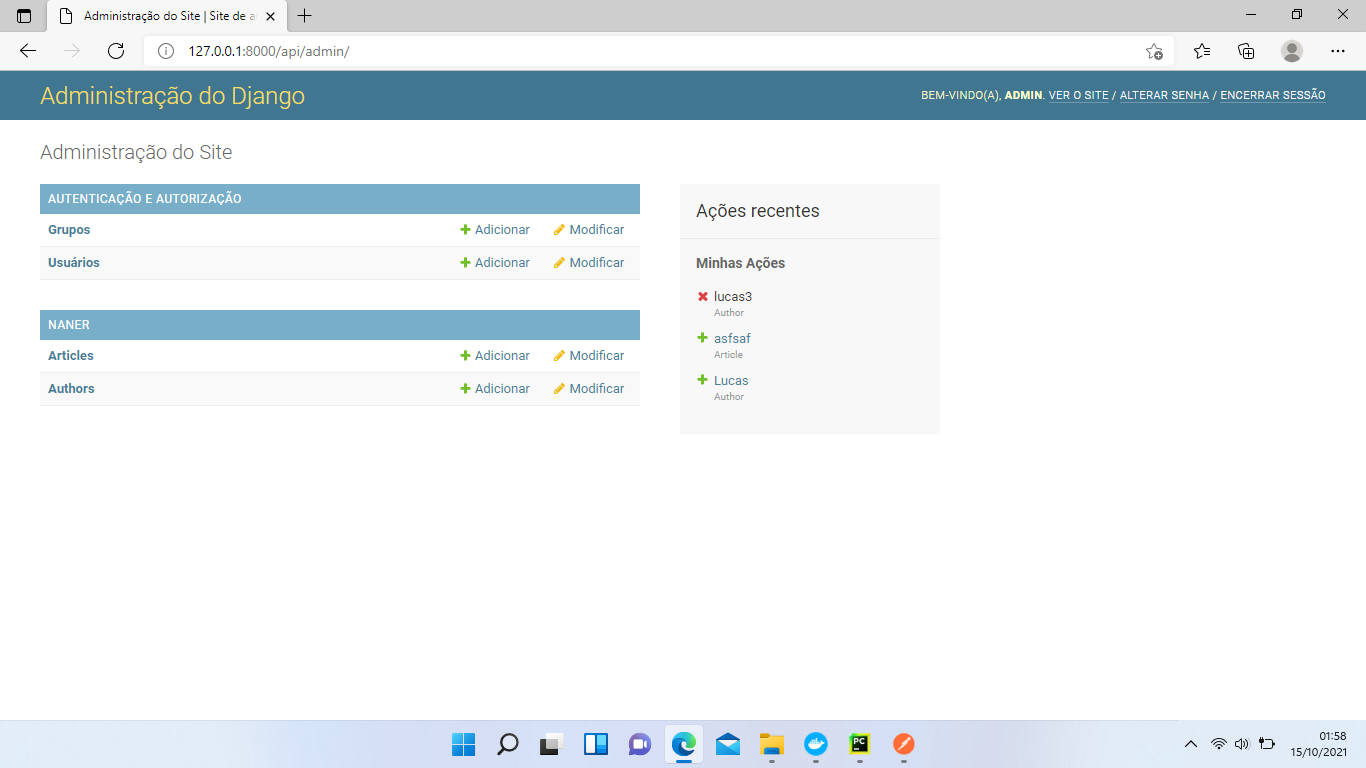 Administração do Site | Site de a
127.0.0.1:8000/api/admin/
Administração do Django
BEM-VINDO(A), ADMIN. VER O SITE / ALTERAR SENHA / ENCERRAR SESSÃO
Administração do Site
AUTENTICAÇÃO E AUTORIZAÇÃO
Grupos Adicionar Modificar
Usuários Adicionar Modificar
NANER
Articles Adicionar Modificar
Authors Adicionar Modificar
Ações recentes
Minhas Ações
lucas3
Author
asfsaf
Article
Lucas
Author
PC
01:58
15/10/2021